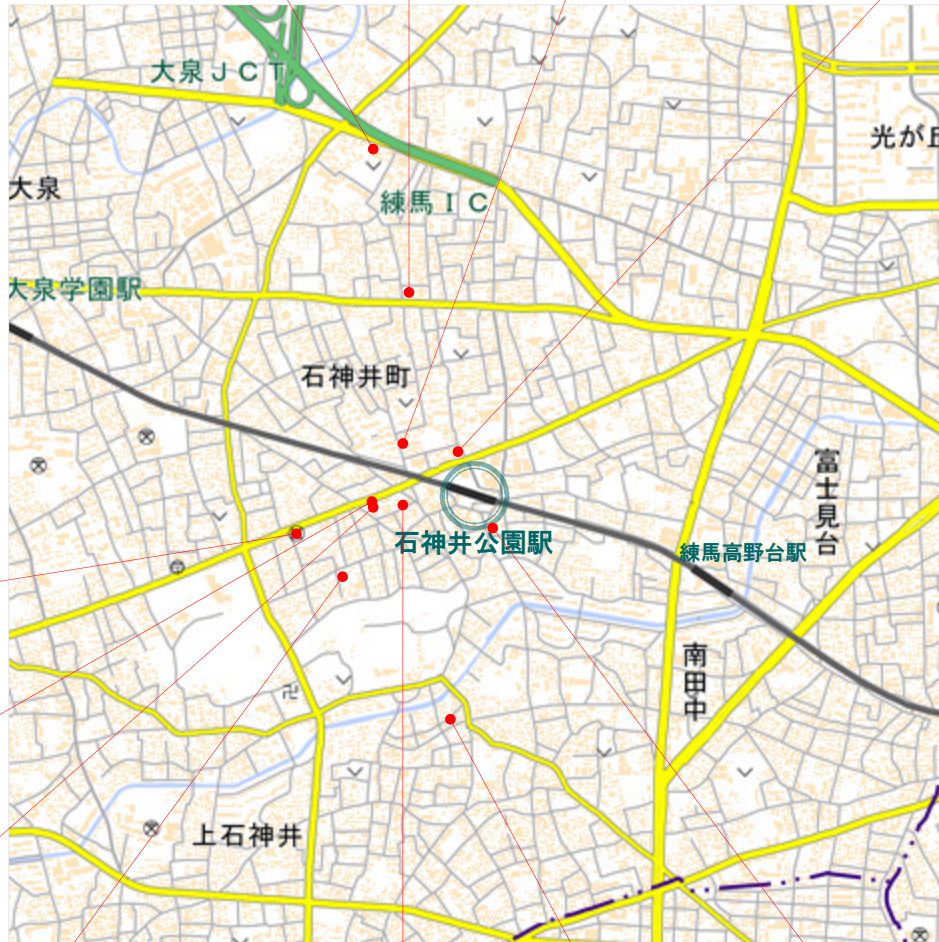 大泉ＪＣＴ
光が丘
大泉
練馬ＩＣ
大泉学園駅
石神井町
富士見台
石神井公園駅
練馬高野台駅
南田中
上石神井